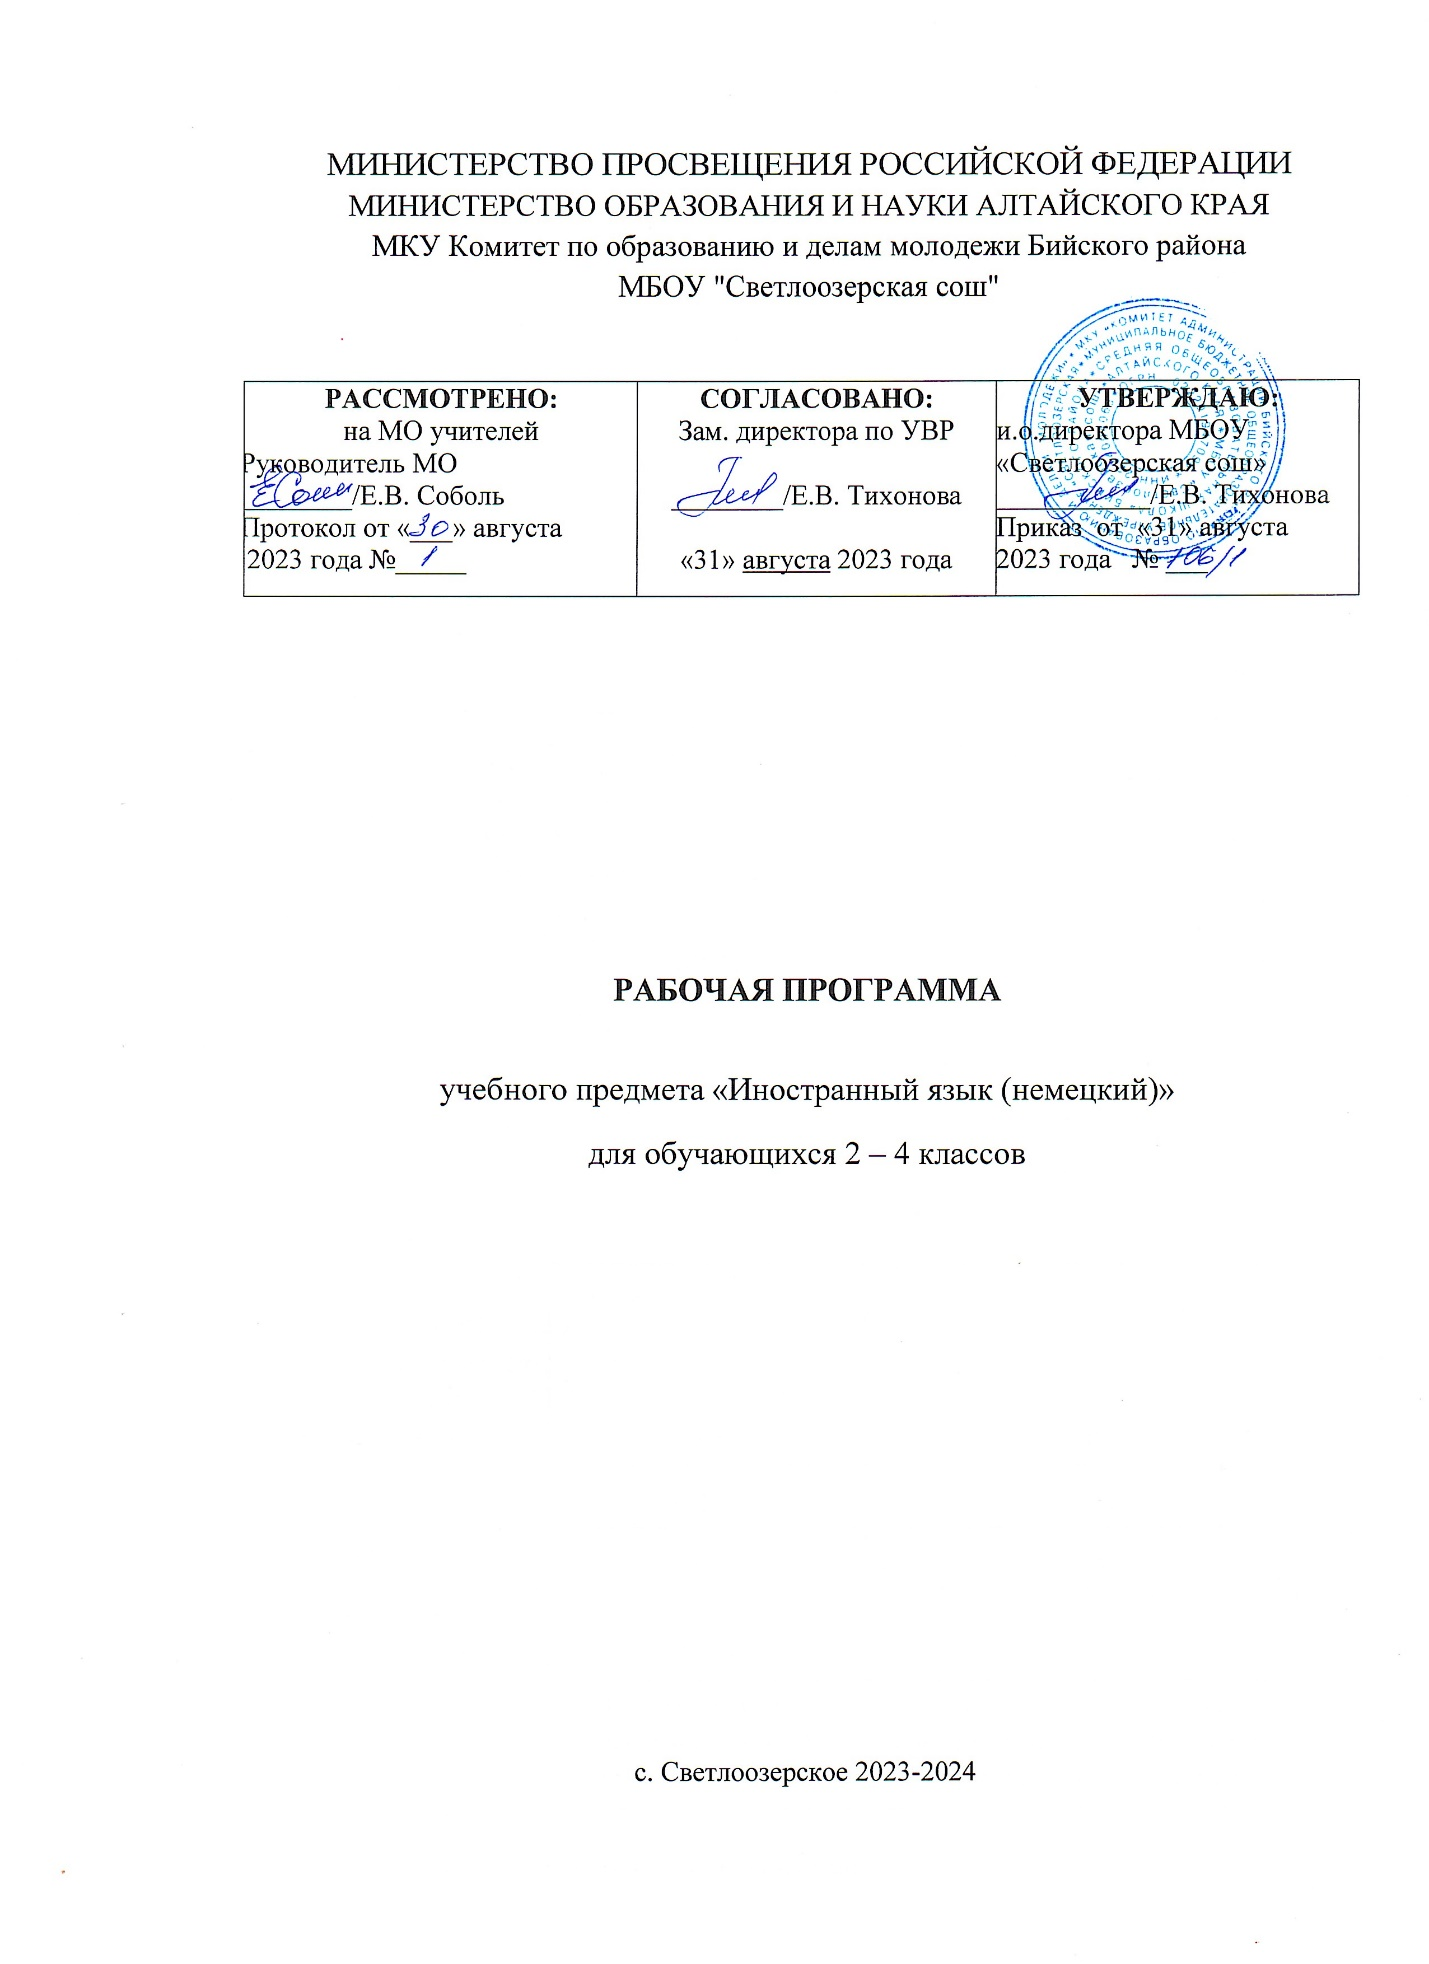 МИНИСТЕРСТВО ПРОСВЕЩЕНИЯ РОССИЙСКОЙ ФЕДЕРАЦИИ
МИНИСТЕРСТВО ОБРАЗОВАНИЯ И НАУКИ АЛТАЙСКОГО КРАЯ
МКУ Комитет по образованию и делам молодежи Бийского района
МБОУ "Светлоозерская сош"
РАССМОТРЕНО:
на МО учителей
Руководитель МО
/Е.В. Соболь
Протокол от «30» августа
2023 года № 1
СОГЛАСОВАНО:
Зам. директора по УВР
/Е.В. Тихонова
«31» августа 2023 года
УТВЕРЖДАЮ:
и.о.директора МБОУ
«Светлоозерская сош»
/Е.В. Тихонова
Приказ от «31» августа
2023 года № 106/1
РАБОЧАЯ ПРОГРАММА
учебного предмета «Иностранный язык (немецкий)»
для обучающихся 2 – 4 классов
с. Светлоозерское 2023-2024